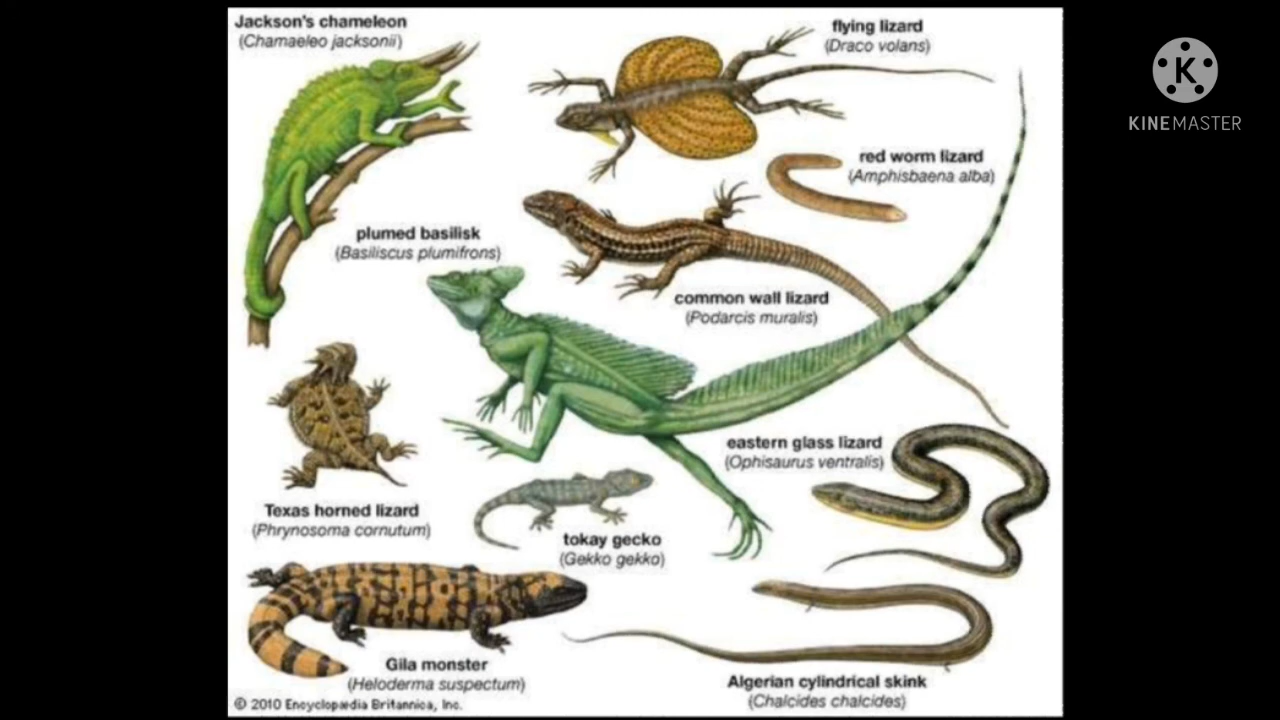 Jackson's chameleon
(Chamaeleo jacksonii)
flying lizard
(Draco volans)
KINEMASTER
red worm lizard
(Amphisbaena alba)
plumed basilisk
(Basiliscus plumifrons)
common wall lizard
(Podarcis muralis)
eastern glass lizard
(Ophisaurus ventralis)
Texas horned lizard
(Phrynosoma cornutum)
tokay gecko
(Gekko gekko)
Gila monster
(Heloderma suspectum)
Algerian cylindrical skink
(Chalcides chalcides)
© 2010 Encyclopædia Britannica, Inc.
K